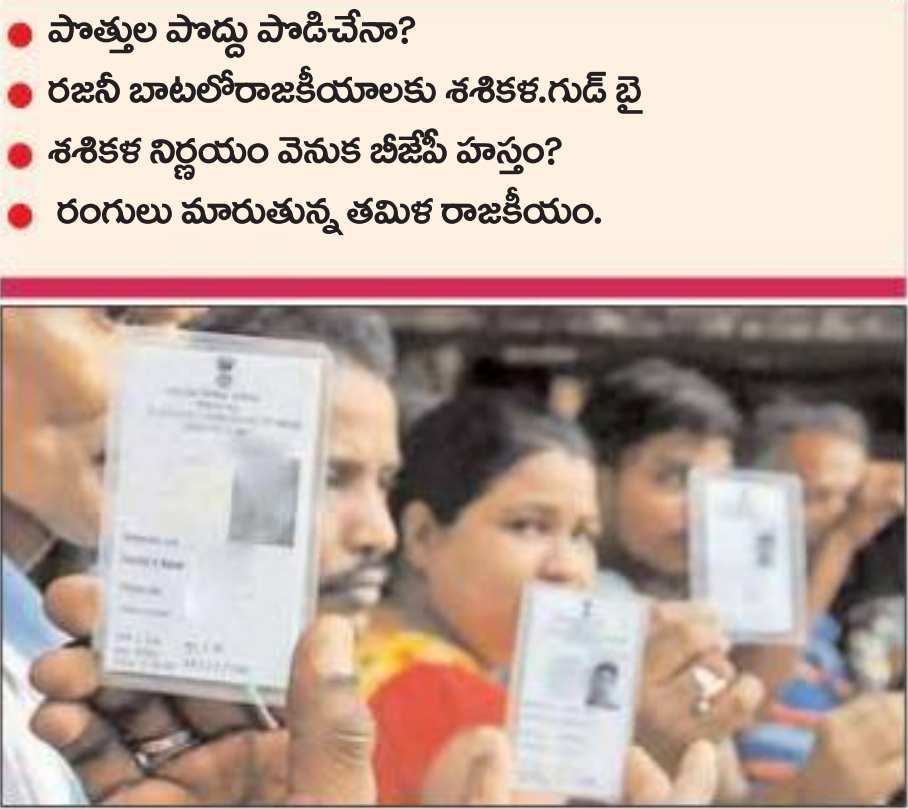 పొత్తుల పొద్దు పొడిచేనా?
రజనీ బాటలోరాజకీయాలకు శశికళ.గుడ్ బై
శశికళ నిర్ణయం వెనుక బీజేపీ హస్తం?
రంగులు మారుతున్న తమిళ రాజకీయం.